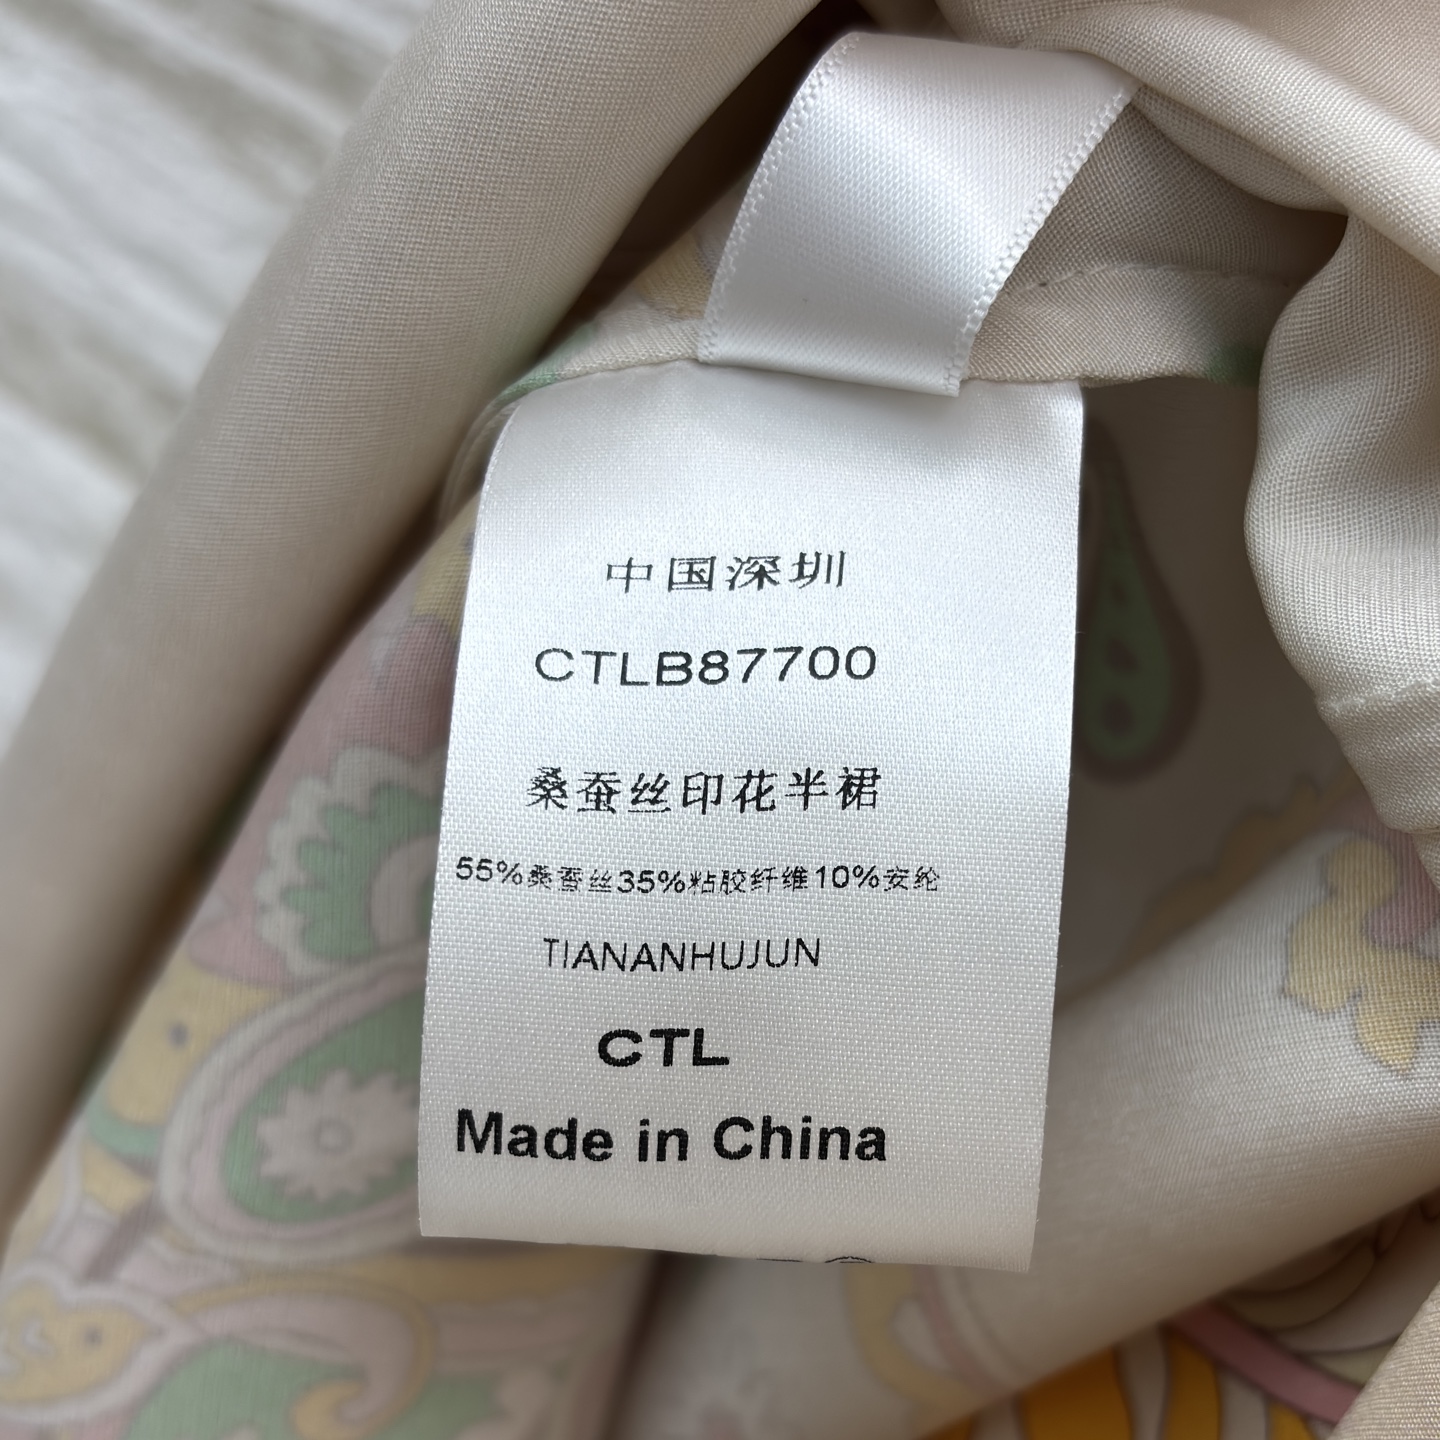 中国深圳
CTLB87700
桑蚕丝印花半裙
55%桑蚕丝35%粘胶纤维10%安纶
TIANANHUJUN
CTL
Made in China